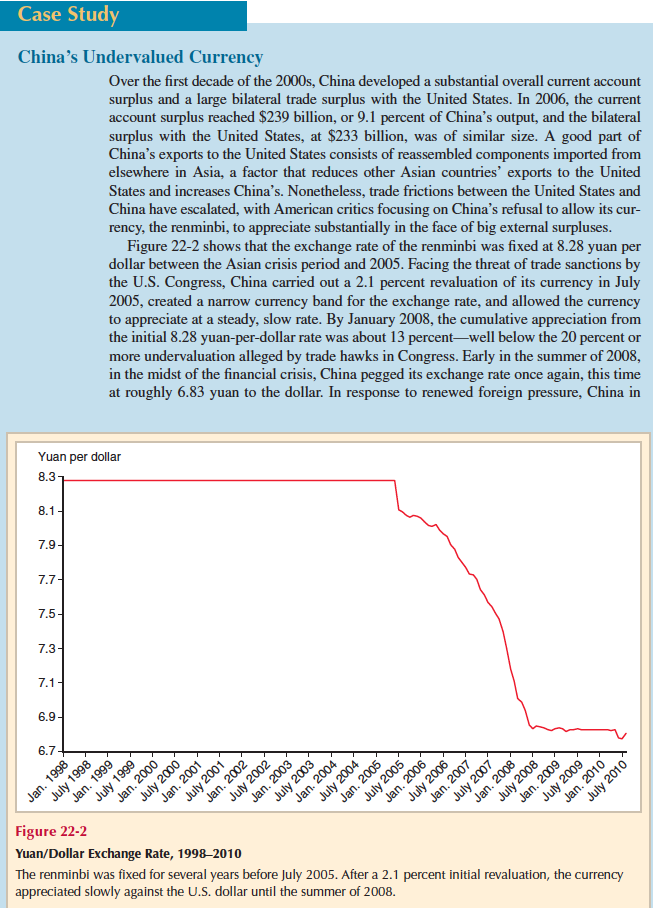 Case Study
China's Undervalued Currency
Over the first decade of the 2000s, China developed a substantial overall current account
surplus and a large bilateral trade surplus with the United States. In 2006, the current
account surplus reached $239 billion, or 9.1 percent of China's output, and the bilateral
surplus with the United States, at $233 billion, was of similar size. A good part of
China's exports to the United States consists of reassembled components imported from
elsewhere in Asia, a factor that reduces other Asian countries' exports to the United
States and increases China's. Nonetheless, trade frictions between the United States and
China have escalated, with American critics focusing on China's refusal to allow its cur-
rency, the renminbi, to appreciate substantially in the face of big external surpluses.
Figure 22-2 shows that the exchange rate of the renminbi was fixed at 8.28 yuan per
dollar between the Asian crisis period and 2005. Facing the threat of trade sanctions by
the U.S. Congress, China carried out a 2.1 percent revaluation of its currency in July
2005, created a narrow currency band for the exchange rate, and allowed the currency
to appreciate at a steady, slow rate. By January 2008, the cumulative appreciation from
the initial 8.28 yuan-per-dollar rate was about 13 percent—well below the 20 percent or
more undervaluation alleged by trade hawks in Congress. Early in the summer of 2008,
in the midst of the financial crisis, China pegged its exchange rate once again, this time
at roughly 6.83 yuan to the dollar. In response to renewed foreign pressure, China in
Yuan per dollar
8.3
8.1
7.9
7.7
7.5
7.3
7.1
6.9
6.7
Jan. 1998
July 1998
Jan. 1999
July 1999
Jan. 2000
July 2000
Jan. 2001
July 2001
Jan. 2002
July 2002
Jan. 2003
July 2003
Jan. 2004
July 2004
Jan. 2005
July 2005
Jan. 2006
July 2006
Jan. 2007
July 2007
Jan. 2008
July 2008
Jan. 2009
July 2009
Jan. 2010
July 2010
Figure 22-2
Yuan/Dollar Exchange Rate, 1998–2010
The renminbi was fixed for several years before July 2005. After a 2.1 percent initial revaluation, the currency
appreciated slowly against the U.S. dollar until the summer of 2008.